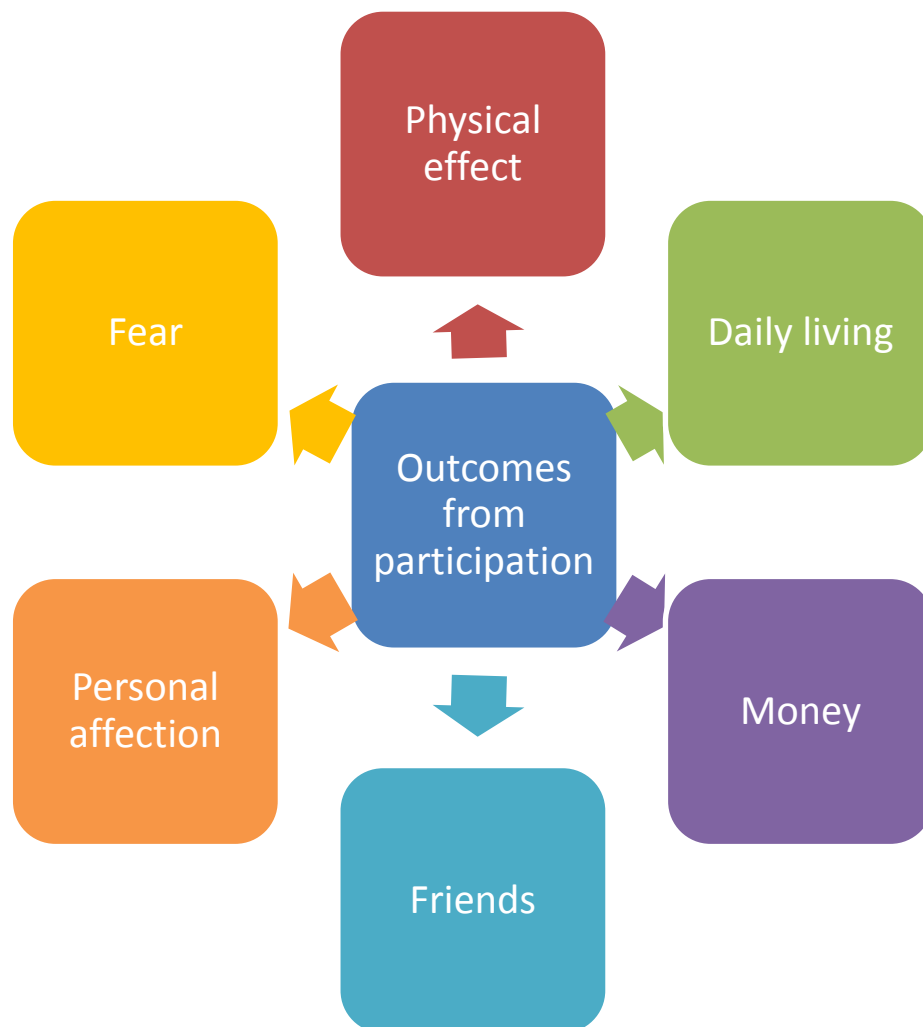 Physical
effect
Fear
Daily living
Outcomes
from
participation
Personal
affection
Money
Friends